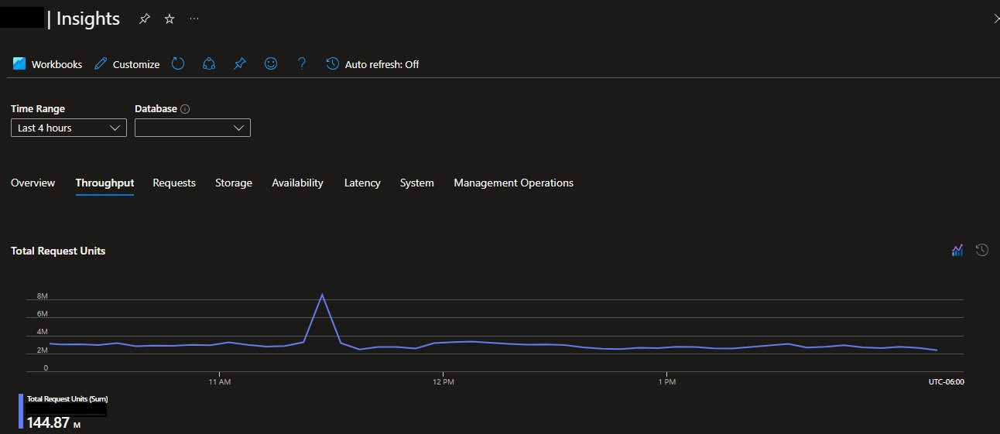 | Insights
Workbooks Customize ? Auto refresh: Off
Time Range Database
Last 4 hours
Overview Throughput Requests Storage Availability Latency System Management Operations
Total Request Units
8M
6M
4M
2M
0
11 AM 12 PM 1 PM UTC-06:00
Total Request Units (Sum)
144.87 M